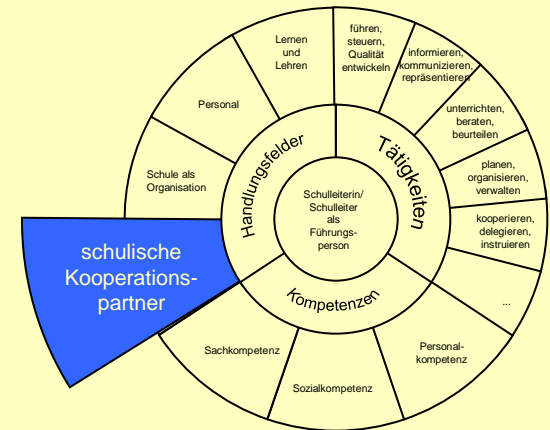 Lernen
und
Lehren
führen,
steuern,
Qualität
entwickeln
informieren,
kommunizieren,
repräsentieren
unterrichten,
beraten,
beurteilen
planen,
organisieren,
verwalten
kooperieren,
delegieren,
instruieren
...
Personal-
kompetenz
Sozialkompetenz
Sachkompetenz
schulische
Kooperations-
partner
Schule als
Organisation
Personal
Handlungsfelder
Tätigkeiten
Kompetenzen
Schulleiterin/
Schulleiter
als
Führungs-
person